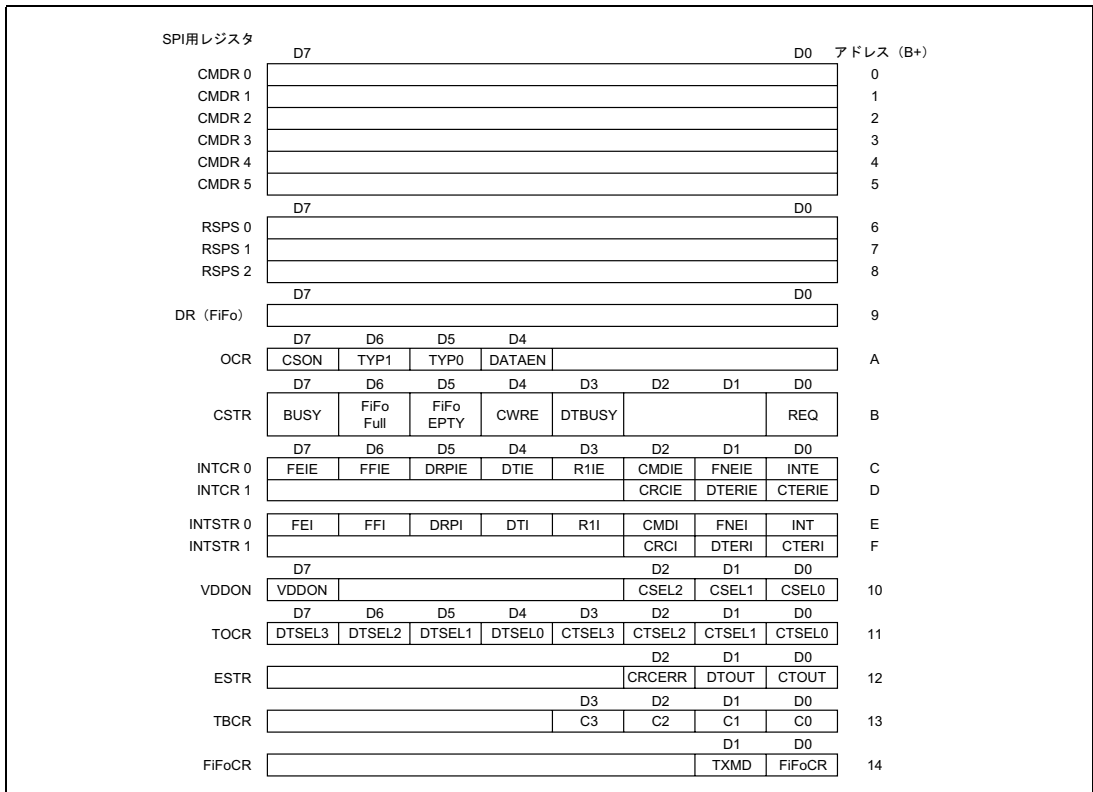 SPI用レジスタ
D7 D0 アドレス（B+）
CMDR 0 0
CMDR 1 1
CMDR 2 2
CMDR 3 3
CMDR 4 4
CMDR 5 5
D7 D0
RSPS 0 6
RSPS 1 7
RSPS 2 8
D7 D0
DR（FiFo） 9
D7 D6 D5 D4
OCR CSON TYP1 TYP0 DATAEN A
D7 D6 D5 D4 D3 D2 D1 D0
CSTR BUSY FiFo Full FiFo EPTY CWRE DTBUSY REQ B
D7 D6 D5 D4 D3 D2 D1 D0
INTCR 0 FEIE FFIE DRPIE DTIE R1IE CMDIE FNEIE INTE C
INTCR 1 CRCIE DTERIE CTERIE D
INTSTR 0 FEI FFI DRPI DTI R1I CMDI FNEI INT E
INTSTR 1 CRCI DTERI CTERI F
D7 D2 D1 D0
VDDON VDDON CSEL2 CSEL1 CSEL0 10
D7 D6 D5 D4 D3 D2 D1 D0
TOCR DTSEL3 DTSEL2 DTSEL1 DTSEL0 CTSEL3 CTSEL2 CTSEL1 CTSEL0 11
D2 D1 D0
ESTR CRCERR DTOUT CTOUT 12
D3 D2 D1 D0
TBCR C3 C2 C1 C0 13
D1 D0
FiFoCR TXMD FiFoCR 14